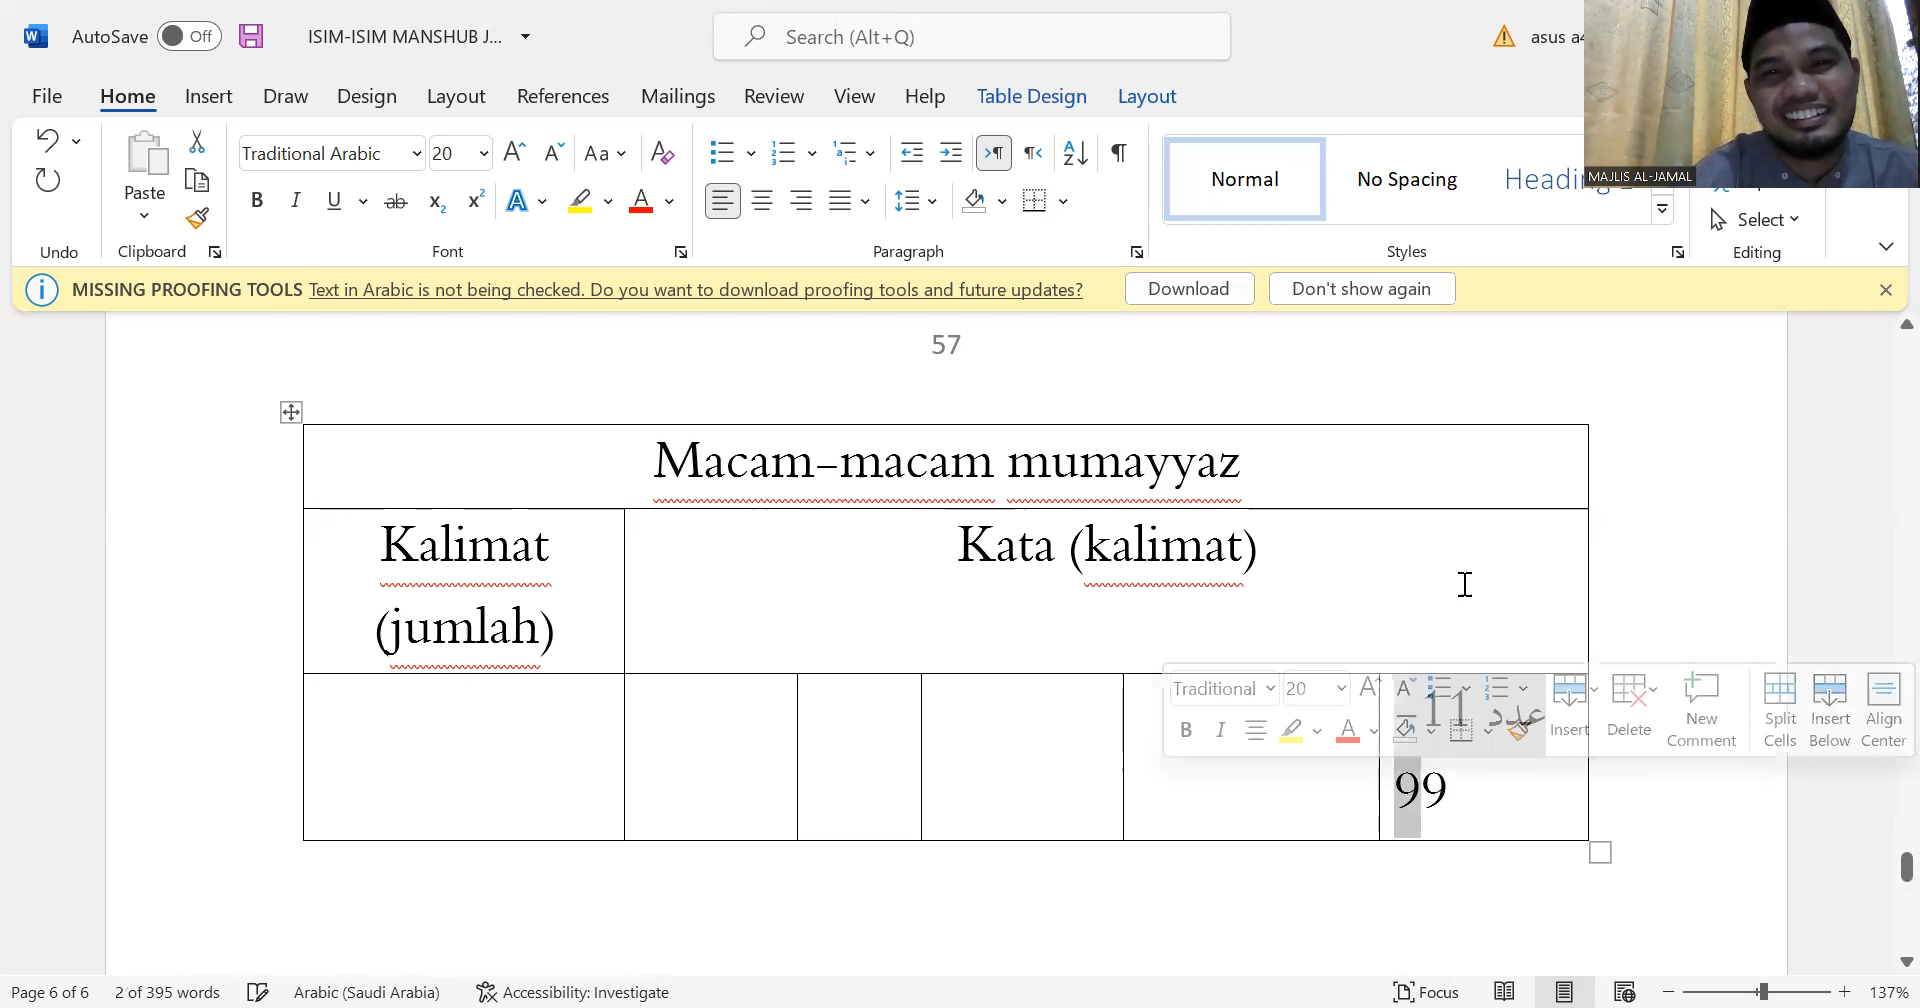 AutoSave Off ISIM-ISIM MANSHUB J... Search (Alt+Q) asus a4
File Home Insert Draw Design Layout References Mailings Review View Help Table Design Layout
Paste Traditional Arabic 20 Normal No Spacing Heading
Select
Undo Clipboard Font Paragraph Styles Editing
MAJLIS AL-JAMAL
MISSING PROOFING TOOLS Text in Arabic is not being checked. Do you want to download proofing tools and future updates? Download Don't show again
57
Macam-macam mumayyaz
Kalimat
(jumlah)
Kata (kalimat)
عدد 11
99
Traditional 20 Insert Delete New Comment Split Cells Insert Below Align Center
Page 6 of 6 2 of 395 words Arabic (Saudi Arabia) Accessibility: Investigate Focus 137%